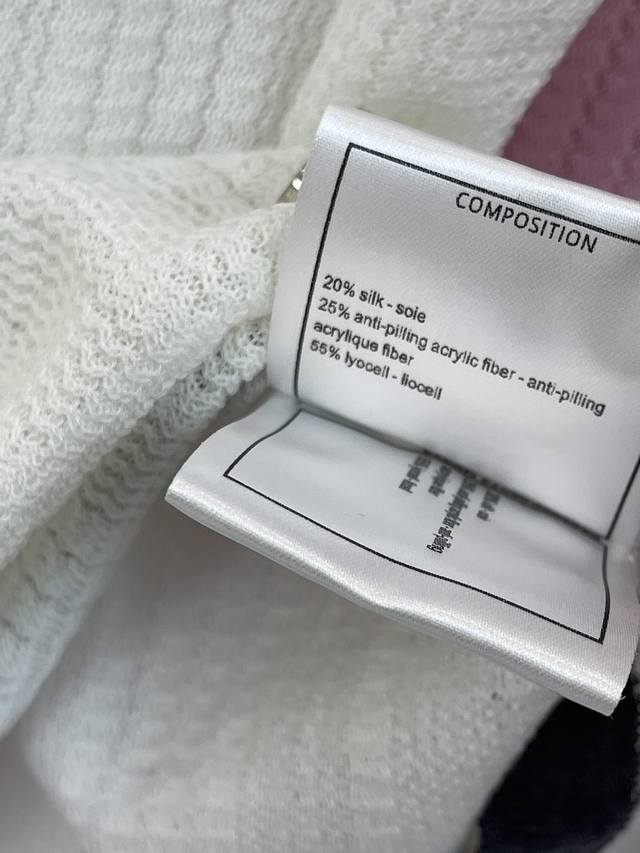 COMPOSITION
20% silk - soie
25% anti-pilling acrylic fiber - anti-pilling
acrylique fiber
55% lyocell - liocell